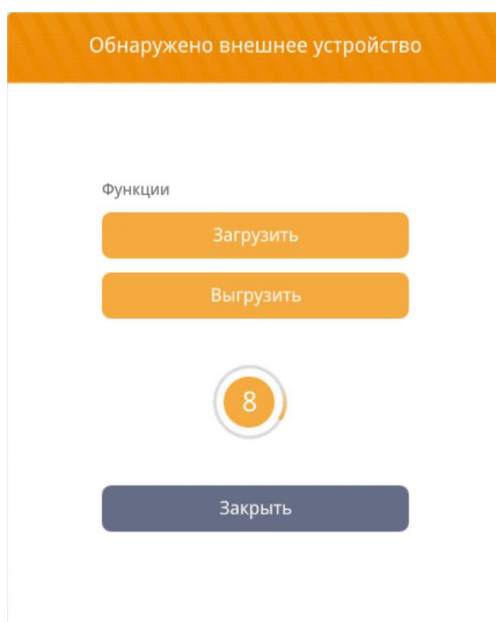 Обнаружено внешнее устройство
Функции
Загрузить
Выгрузить
8
Закрыть